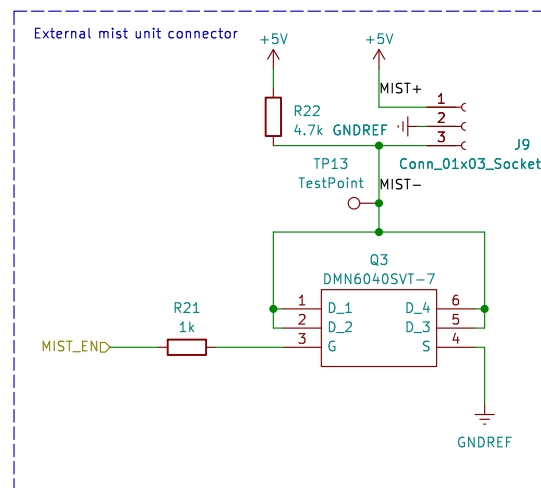 External mist unit connector
+5V
+5V
MIST+
1
R22
4.7k
GNDREF
2
3
J9
Conn_01x03_Socket
TP13
TestPoint
MIST-
Q3
DMN6040SVT-7
1
D_1
D_4
6
2
D_2
D_3
5
R21
1k
MIST_EN
3
G
S
4
GNDREF